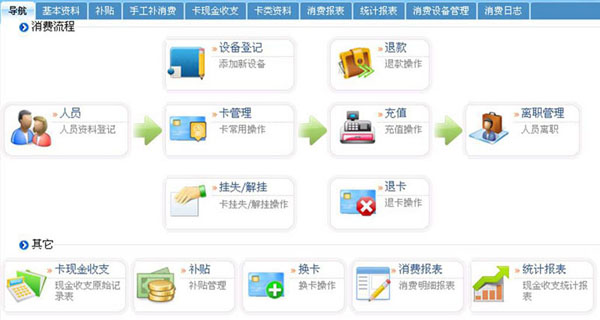 导航 基本资料 补贴 手工补消费 卡现金收支 卡类资料 消费报表 统计报表 消费设备管理 消费日志
消费流程
设备登记
添加新设备
退款
退款操作
人员
人员资料登记
卡管理
卡常用操作
充值
充值操作
离职管理
人员离职
挂失/解挂
卡挂失/解挂操作
退卡
退卡操作
其它
卡现金收支
现金收支原始记
录表
补贴
补贴管理
换卡
换卡操作
消费报表
消费明细报表
统计报表
现金收支统计报
表